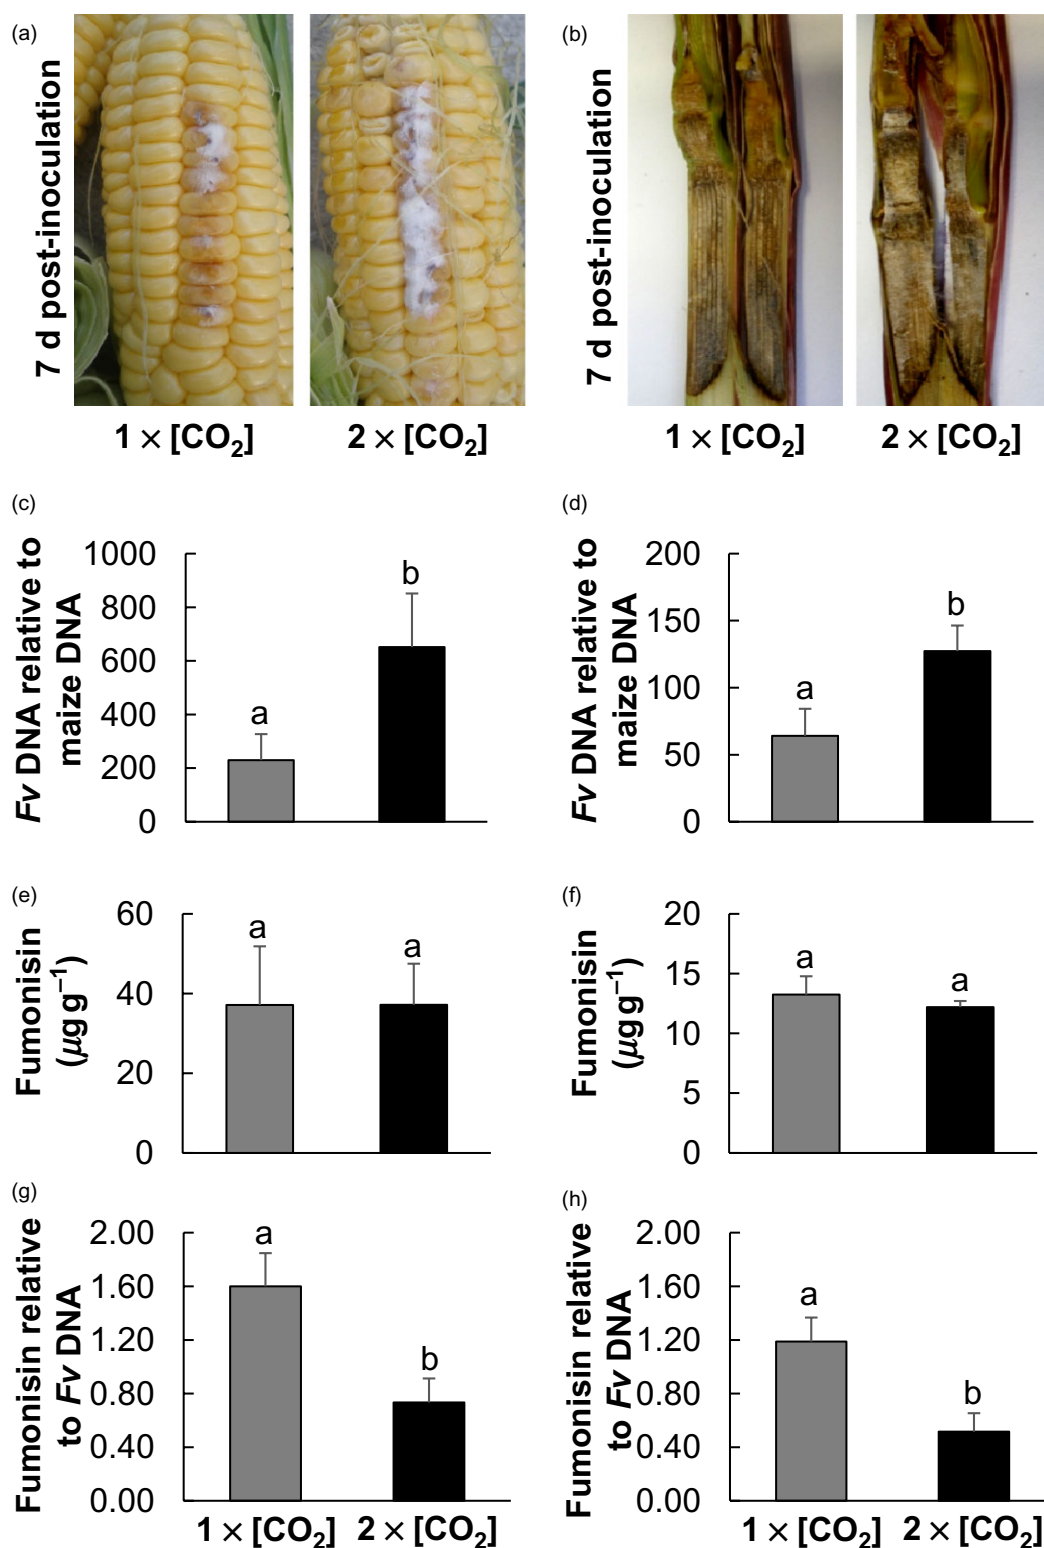 (a)
7 d post-inoculation
1 × [CO₂]
2 × [CO₂]
(b)
7 d post-inoculation
1 × [CO₂]
2 × [CO₂]
(c)
Fv DNA relative to
maize DNA
1000
800
600
400
200
0
a
b
(d)
Fv DNA relative to
maize DNA
200
150
100
50
0
a
b
(e)
Fumonisin
(μg g⁻¹)
60
40
20
0
a
a
(f)
Fumonisin
(μg g⁻¹)
20
15
10
5
0
a
a
(g)
Fumonisin relative
to Fv DNA
2.00
1.60
1.20
0.80
0.40
0.00
a
b
1 × [CO₂]
2 × [CO₂]
(h)
Fumonisin relative
to Fv DNA
2.00
1.60
1.20
0.80
0.40
0.00
a
b
1 × [CO₂]
2 × [CO₂]